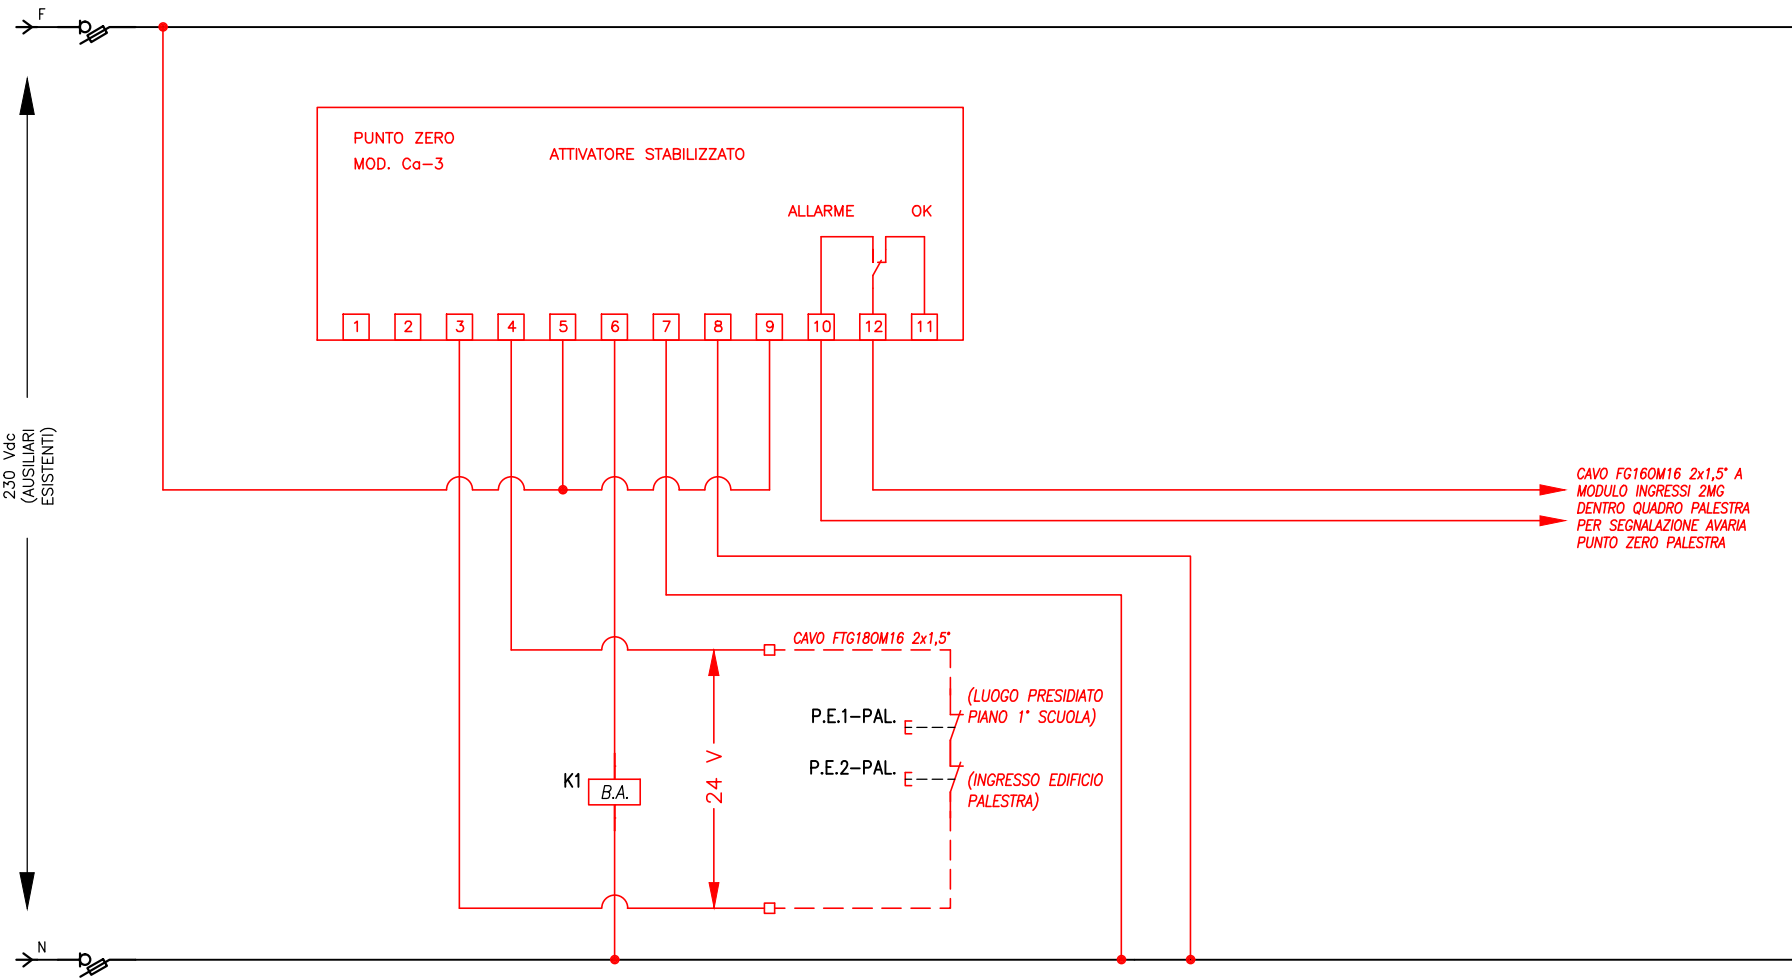 F
PUNTO ZERO
MOD. Ca-3
ATTIVATORE STABILIZZATO
ALLARME
OK
1
2
3
4
5
6
7
8
9
10
12
11
230 Vdc
(AUSILIARI
ESISTENTI)
CAVO FG16OM16 2x1,5° A
MODULO INGRESSI 2MG
DENTRO QUADRO PALESTRA
PER SEGNALAZIONE AVARIA
PUNTO ZERO PALESTRA
CAVO FTG18OM16 2x1,5°
(LUOGO PRESIDIATO
PIANO 1° SCUOLA)
P.E.1-PAL.
P.E.2-PAL.
(INGRESSO EDIFICIO
PALESTRA)
24 V
K1
B.A.
N